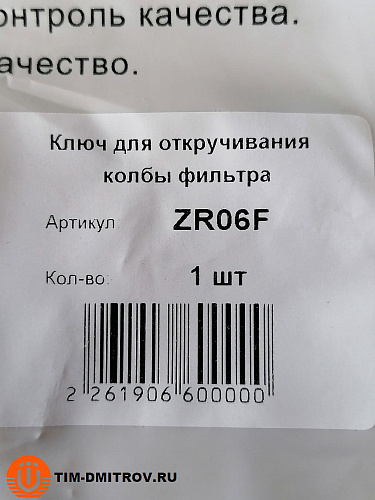 онтроль качества.
ачество.
Ключ для откручивания
колбы фильтра
Артикул ZR06F
Кол-во: 1 шт
2 261906 600000
TIM-DMITROV.RU